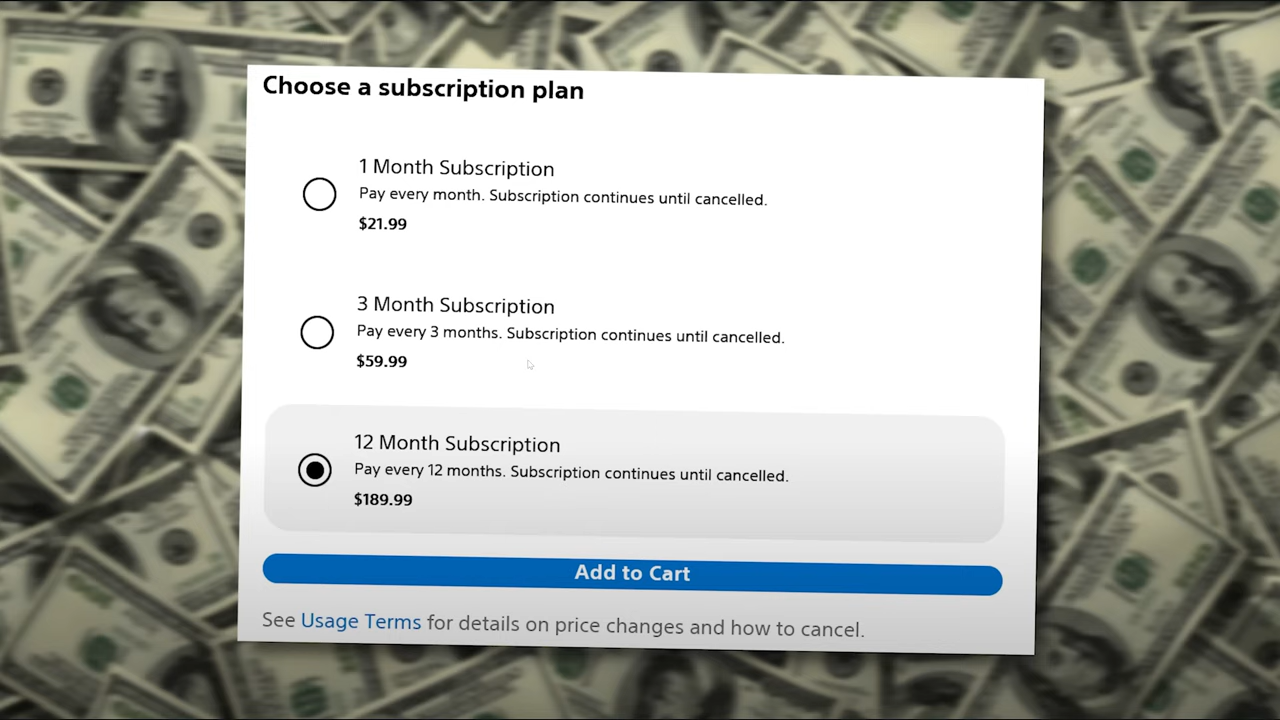 Choose a subscription plan
1 Month Subscription
Pay every month. Subscription continues until cancelled.
$21.99
3 Month Subscription
Pay every 3 months. Subscription continues until cancelled.
$59.99
12 Month Subscription
Pay every 12 months. Subscription continues until cancelled.
$189.99
Add to Cart
See Usage Terms for details on price changes and how to cancel.